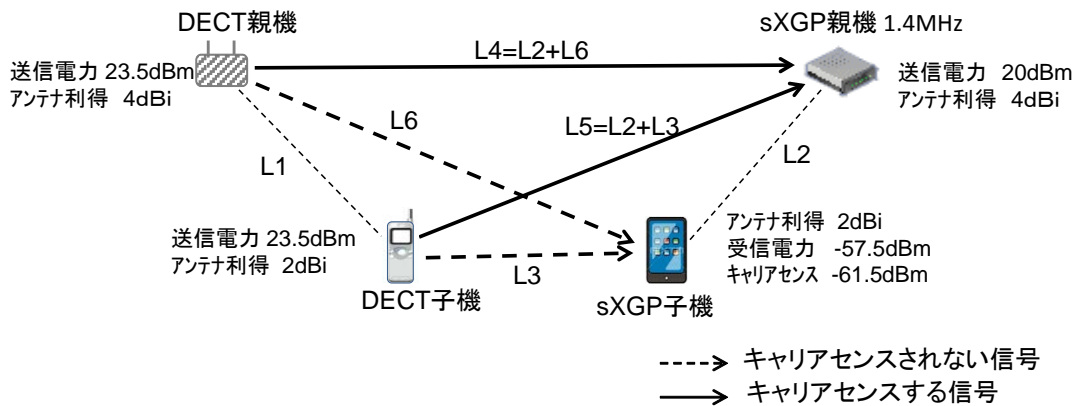 DECT親機
sXGP親機 1.4MHz
L4=L2+L6
送信電力 23.5dBm
アンテナ利得 4dBi
送信電力 20dBm
アンテナ利得 4dBi
L6
L5=L2+L3
L1
L2
送信電力 23.5dBm
アンテナ利得 2dBi
アンテナ利得 2dBi
受信電力 -57.5dBm
キャリアセンス -61.5dBm
L3
DECT子機
sXGP子機
キャリアセンスされない信号
キャリアセンスする信号